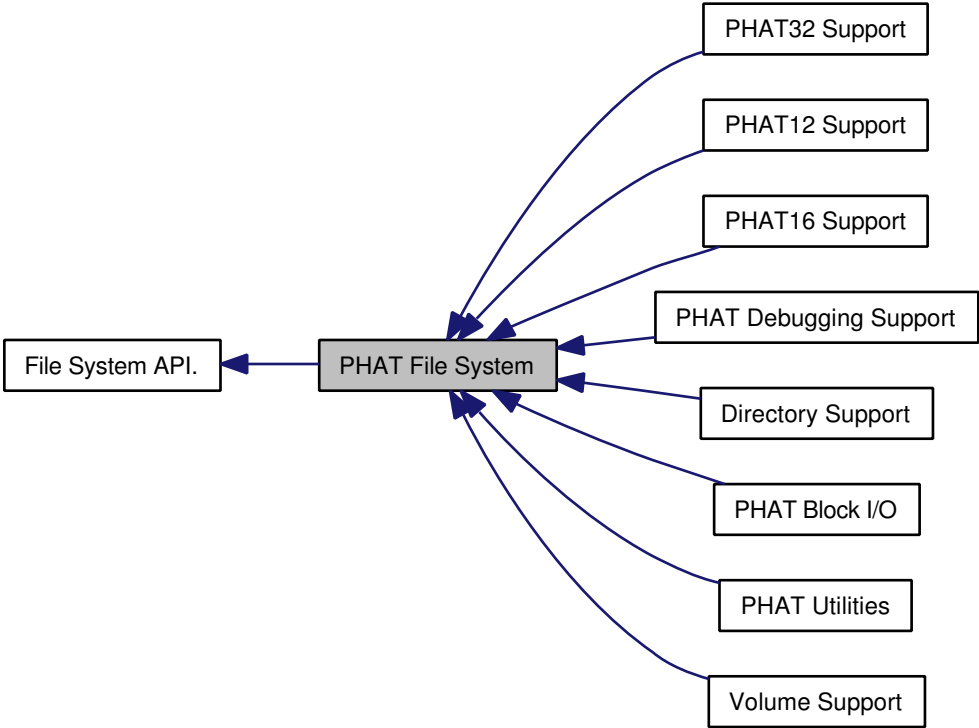 PHAT32 Support
PHAT12 Support
PHAT16 Support
PHAT Debugging Support
File System API.
PHAT File System
Directory Support
PHAT Block I/O
PHAT Utilities
Volume Support